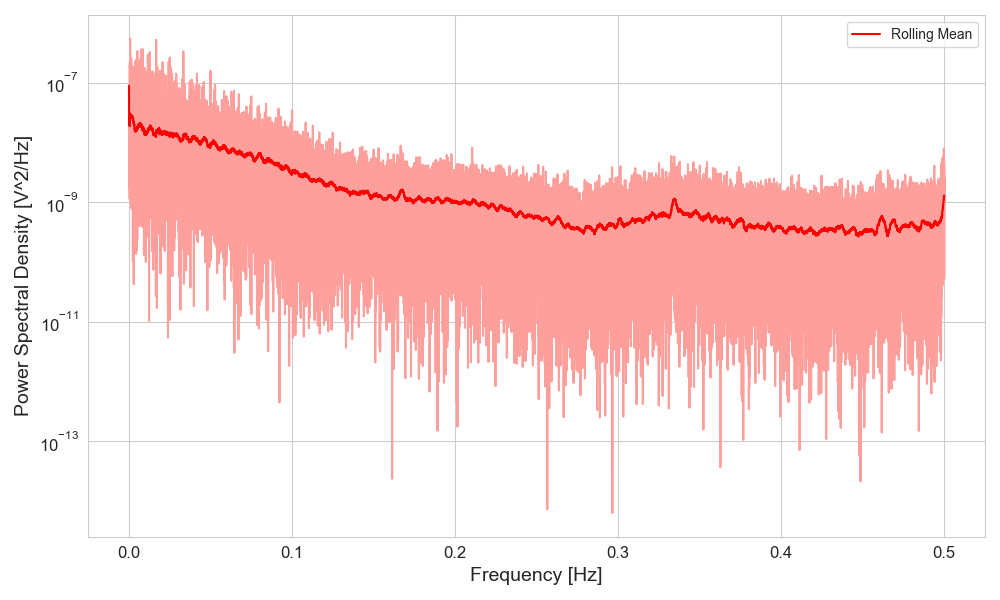 Rolling Mean
Power Spectral Density [V^2/Hz]
10⁻⁷
10⁻⁹
10⁻¹¹
10⁻¹³
0.0 0.1 0.2 0.3 0.4 0.5
Frequency [Hz]